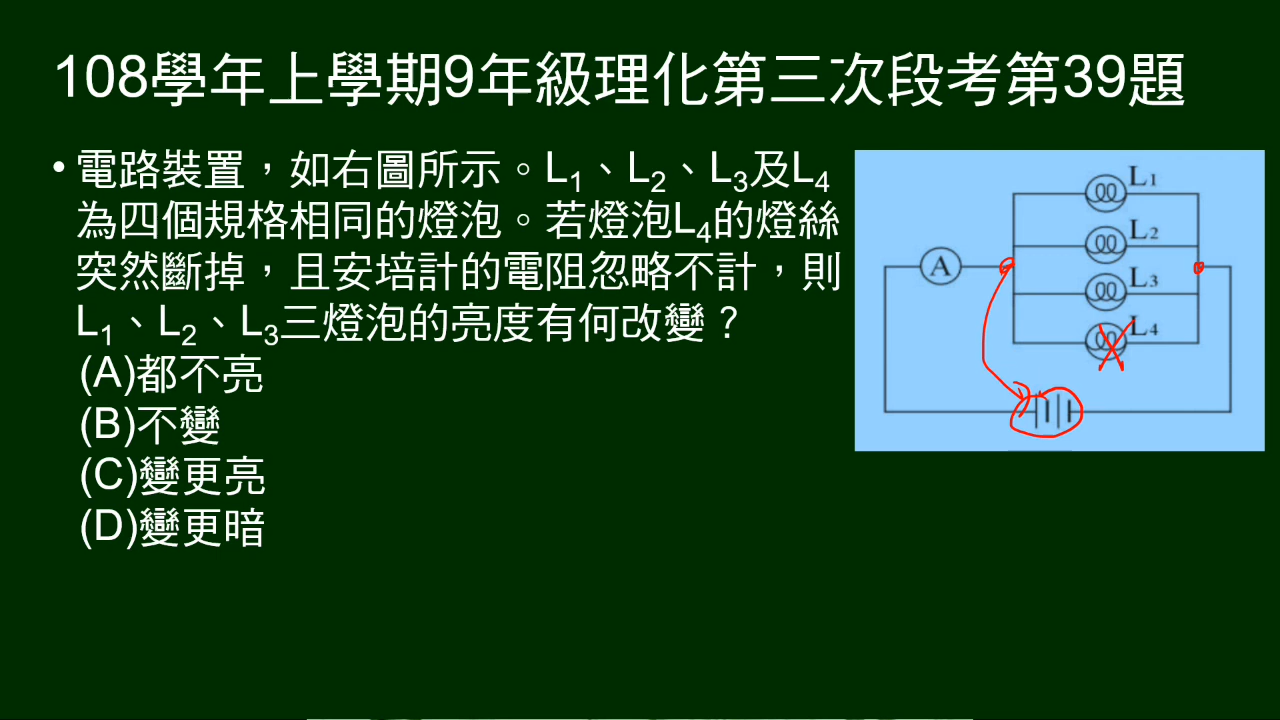 108學年上學期9年級理化第三次段考第39題
• 電路裝置，如右圖所示。L₁、L₂、L₃及L₄
為四個規格相同的燈泡。若燈泡L₄的燈絲
突然斷掉，且安培計的電阻忽略不計，則
L₁、L₂、L₃三燈泡的亮度有何改變？
(A)都不亮
(B)不變
(C)變更亮
(D)變更暗
L₁
L₂
A
L₃
L₄